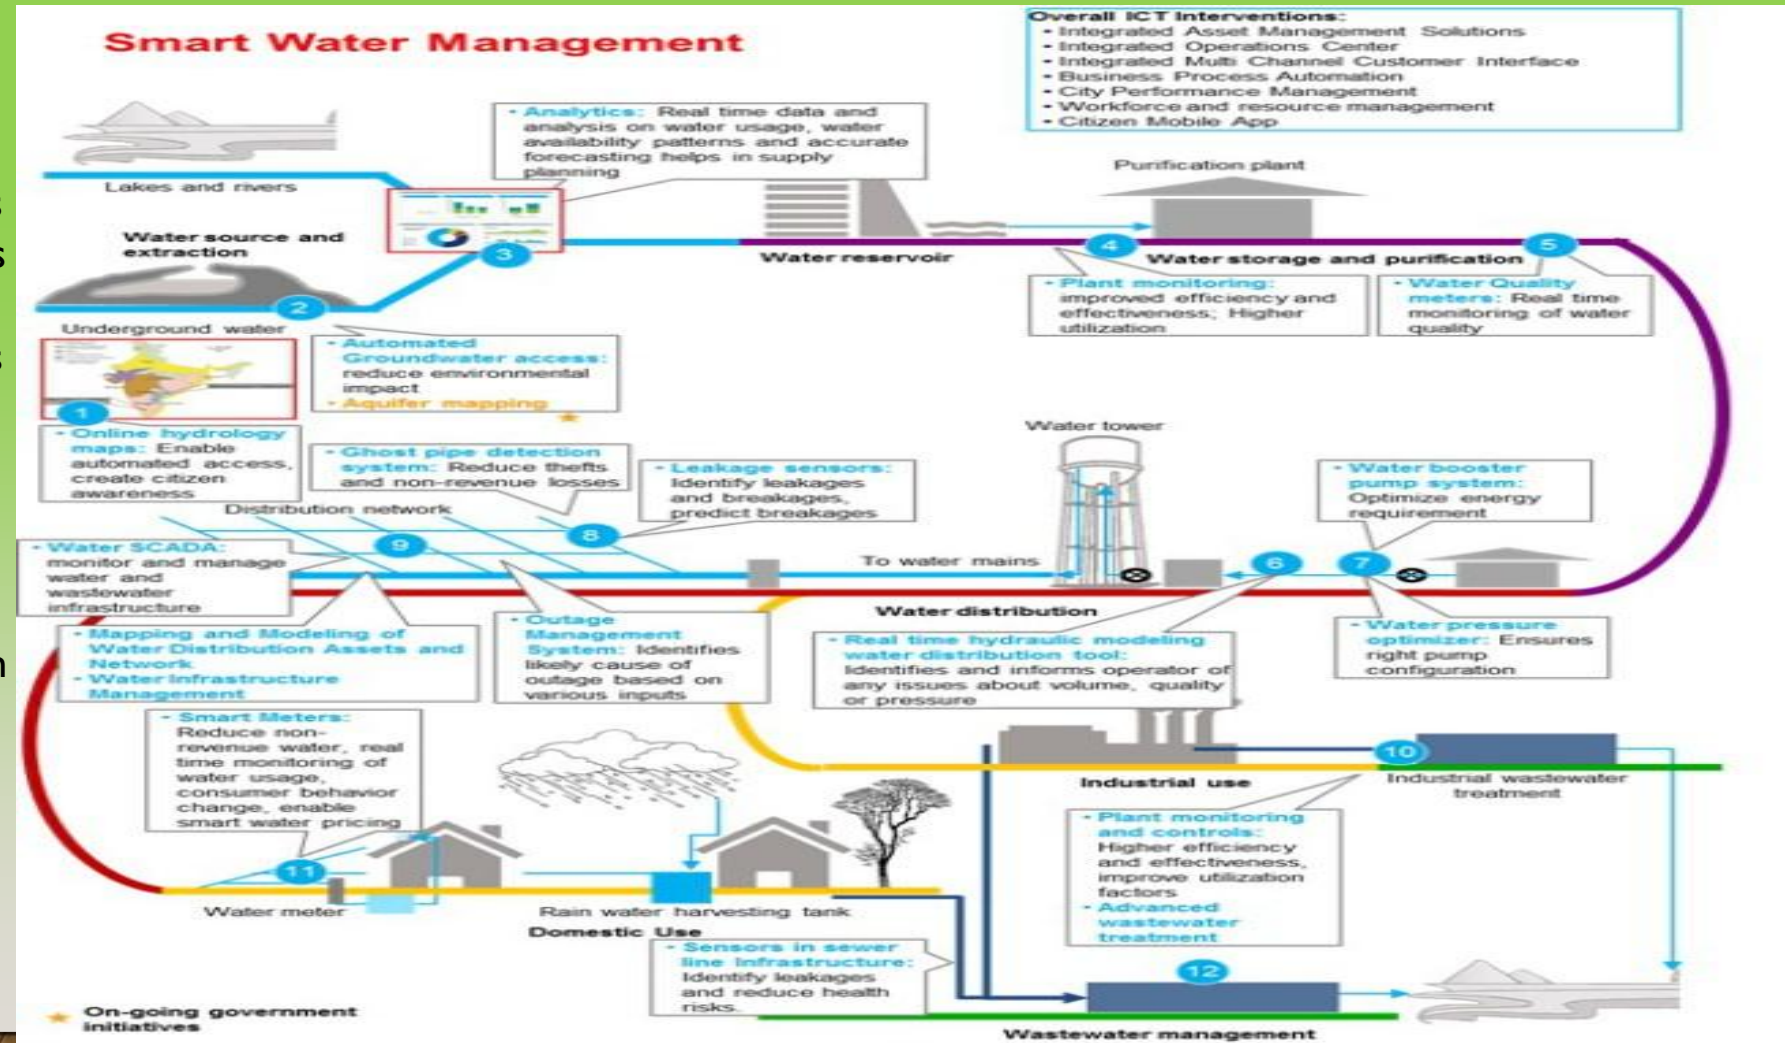 Smart Water Management
Overall ICT Interventions:
• Integrated Asset Management Solutions
• Integrated Operations Center
• Integrated Multi Channel Customer Interface
• Business Process Automation
• City Performance Management
• Workforce and resource management
• Citizen Mobile App
• Analytics: Real time data and
analysis on water usage, water
availability patterns and accurate
forecasting helps in supply
planning
Purification plant
Lakes and rivers
Water source and
extraction
3
Water reservoir
4
Water storage and purification
5
• Plant monitoring:
improved efficiency and
effectiveness; Higher
utilization
• Water Quality
meters: Real time
monitoring of water
quality
2
Underground water
• Automated
Groundwater access:
reduce environmental
impact
• Aquifer mapping
1
• Online hydrology
maps: Enable
automated access,
create citizen
awareness
• Ghost pipe detection
system: Reduce thefts
and non-revenue losses
• Leakage sensors:
Identify leakages
and breakages,
predict breakages
Water tower
• Water booster
pump system:
Optimize energy
requirement
Distribution network
9
8
• Water SCADA:
monitor and manage
water and
wastewater
infrastructure
To water mains
6
7
Water distribution
• Mapping and Modeling of
Water Distribution Assets and
Network
• Water Infrastructure
Management
• Outage
Management
System: Identifies
likely cause of
outage based on
various inputs
• Real time hydraulic modeling
water distribution tool:
Identifies and informs operator of
any issues about volume, quality
or pressure
• Water pressure
optimizer: Ensures
right pump
configuration
• Smart Meters:
Reduce non-
revenue water, real
time monitoring of
water usage,
consumer behavior
change, enable
smart water pricing
10
Industrial use
Industrial wastewater
treatment
• Plant monitoring
and controls:
Higher efficiency
and effectiveness,
improve utilization
factors
• Advanced
wastewater
treatment
11
Water meter
Rain water harvesting tank
Domestic Use
• Sensors in sewer
line Infrastructure:
Identify leakages
and reduce health
risks.
12
Wastewater management
On-going government
initiatives